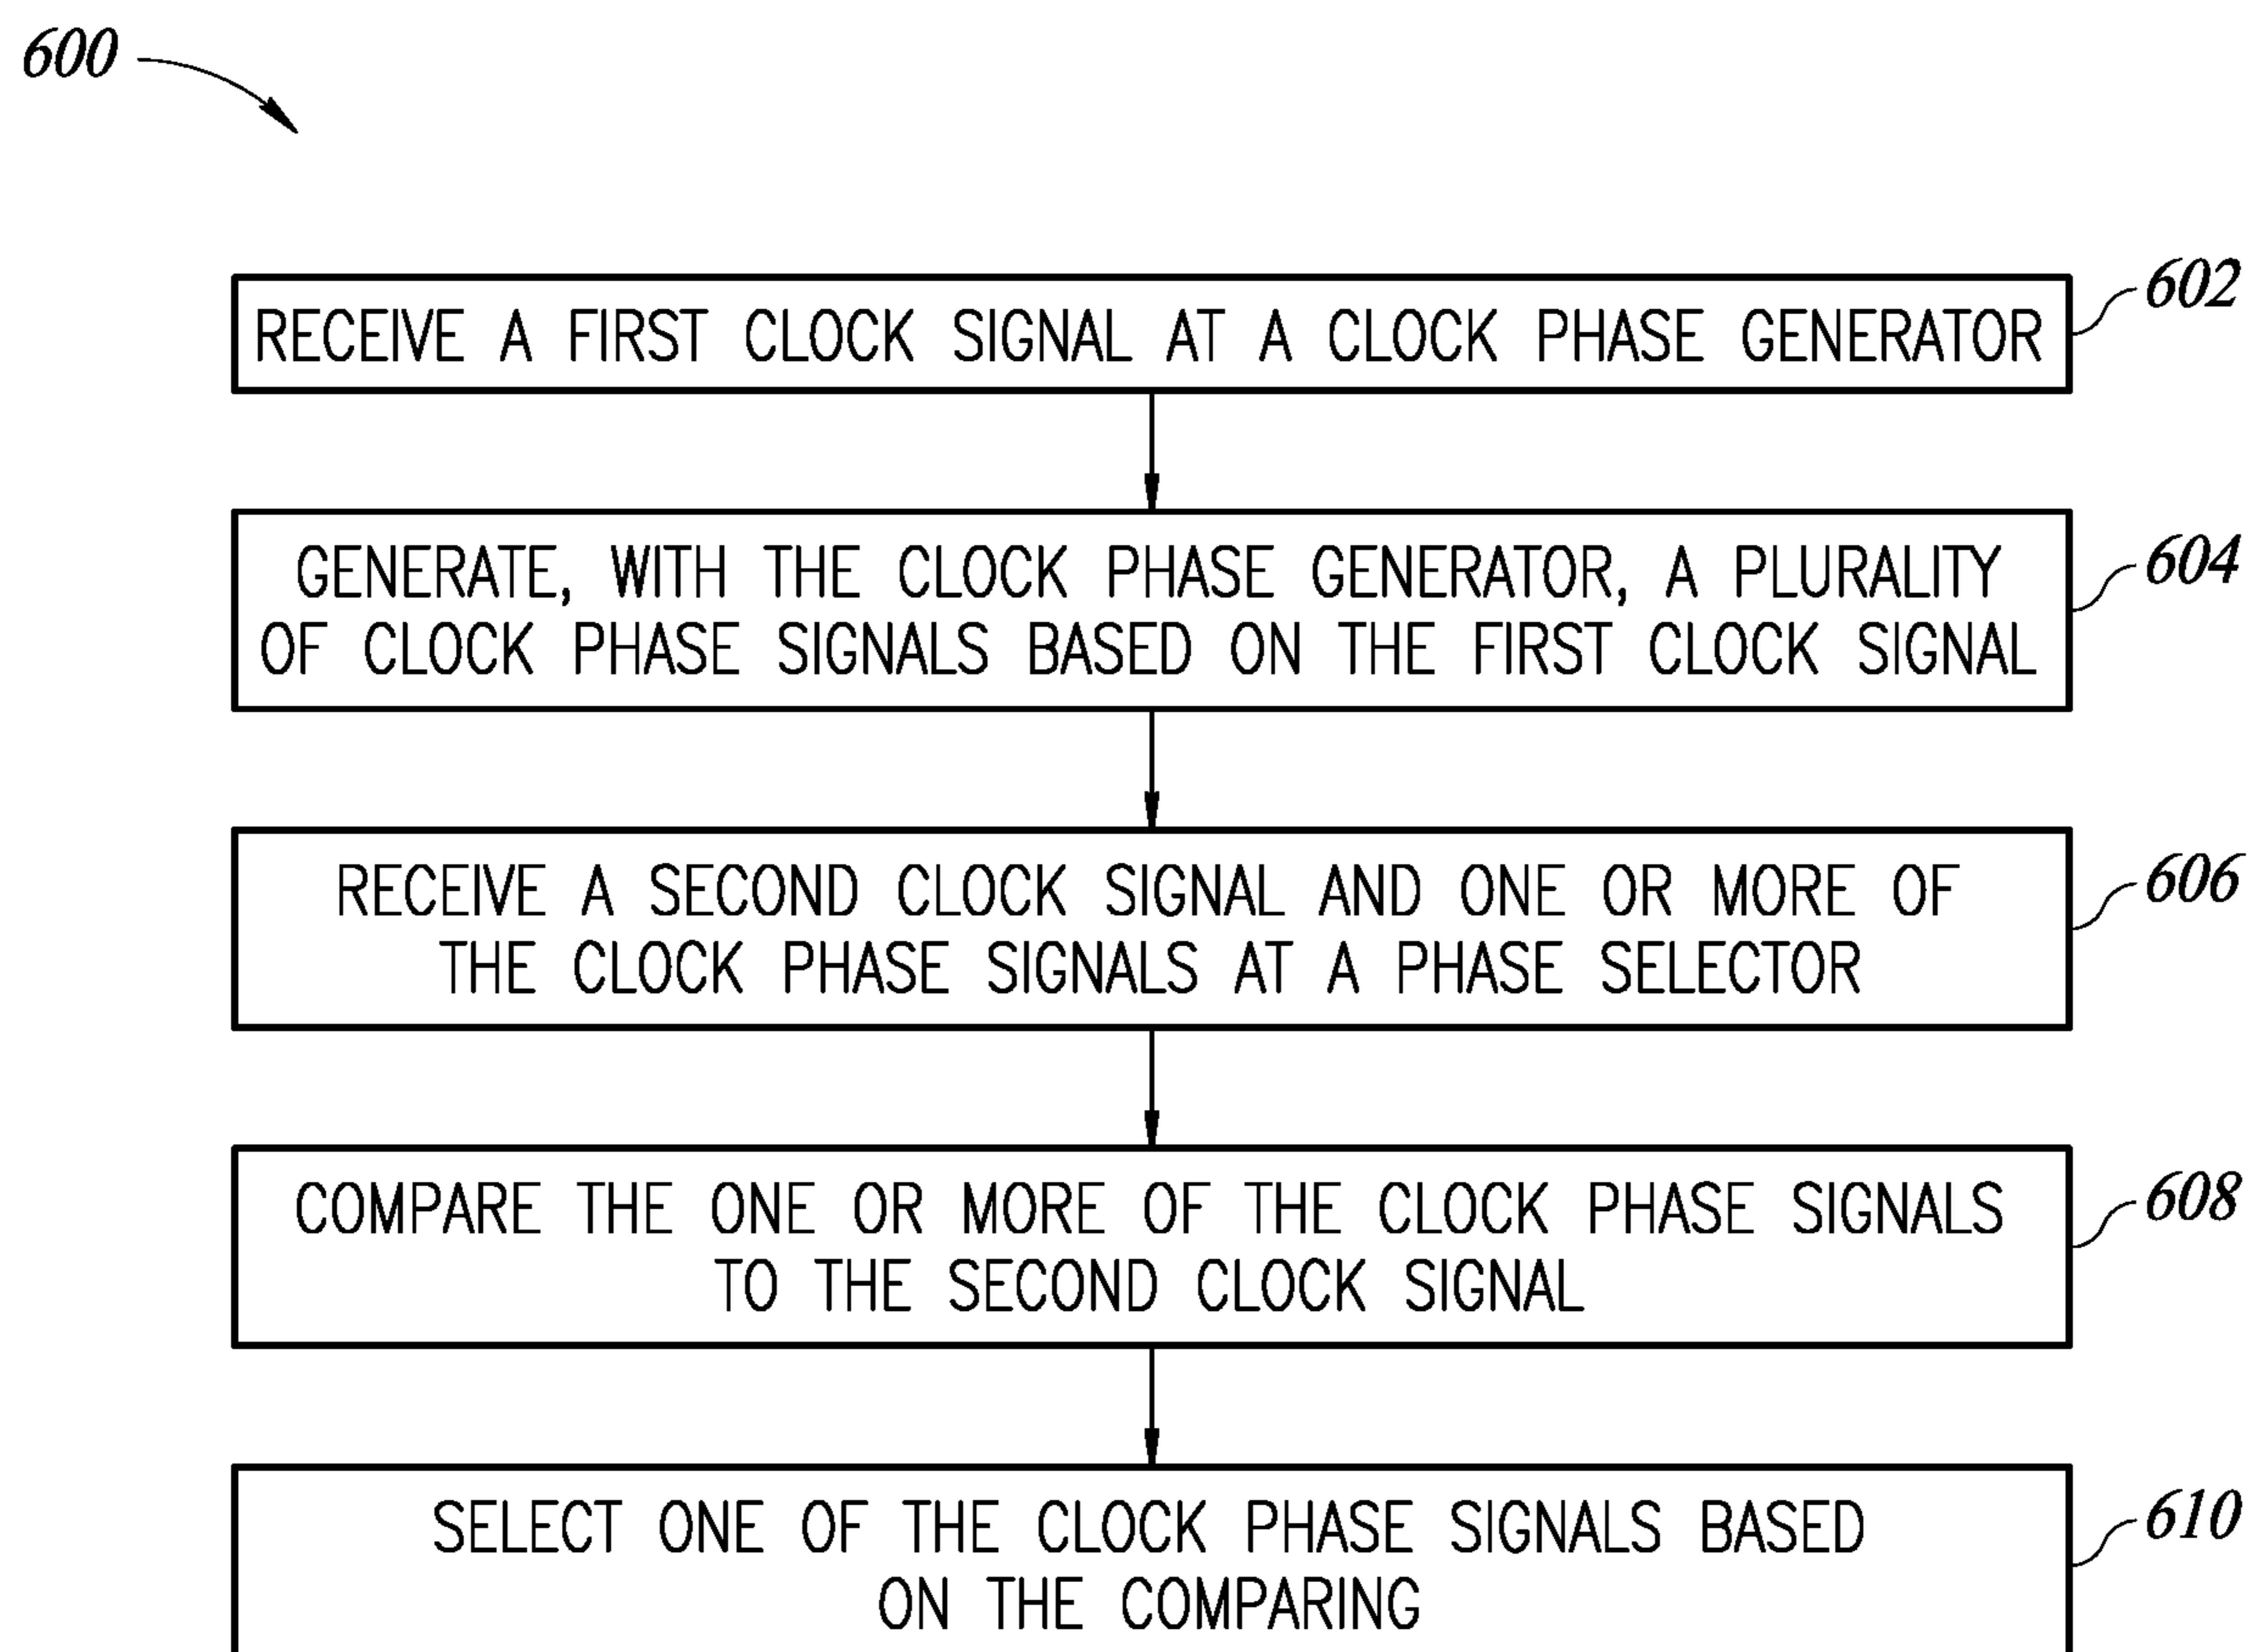 600
RECEIVE A FIRST CLOCK SIGNAL AT A CLOCK PHASE GENERATOR
602
GENERATE, WITH THE CLOCK PHASE GENERATOR, A PLURALITY
OF CLOCK PHASE SIGNALS BASED ON THE FIRST CLOCK SIGNAL
604
RECEIVE A SECOND CLOCK SIGNAL AND ONE OR MORE OF
THE CLOCK PHASE SIGNALS AT A PHASE SELECTOR
606
COMPARE THE ONE OR MORE OF THE CLOCK PHASE SIGNALS
TO THE SECOND CLOCK SIGNAL
608
SELECT ONE OF THE CLOCK PHASE SIGNALS BASED
ON THE COMPARING
610